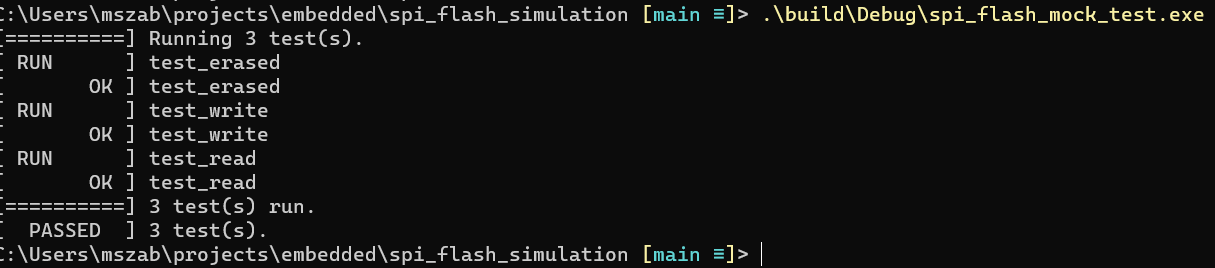 C:\Users\mszab\projects\embedded\spi_flash_simulation [main ≡]> .\build\Debug\spi_flash_mock_test.exe
[==========] Running 3 test(s).
[ RUN      ] test_erased
[       OK ] test_erased
[ RUN      ] test_write
[       OK ] test_write
[ RUN      ] test_read
[       OK ] test_read
[==========] 3 test(s) run.
[  PASSED  ] 3 test(s).
C:\Users\mszab\projects\embedded\spi_flash_simulation [main ≡]>